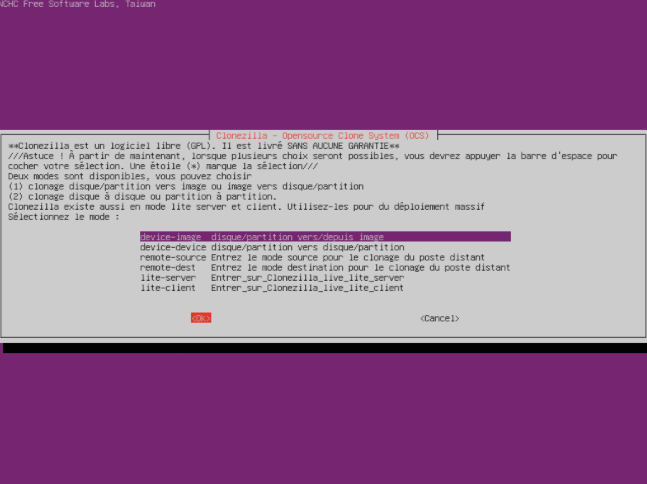 NCHC Free Software Labs, Taiwan
Clonezilla - Opensource Clone System (OCS)
**Clonezilla est un logiciel libre (GPL). Il est livré SANS AUCUNE GARANTIE**
///Astuce ! À partir de maintenant, lorsque plusieurs choix seront possibles, vous devrez appuyer la barre d'espace pour
cocher votre sélection. Une étoile (*) marque la sélection///
Deux modes sont disponibles, vous pouvez choisir
(1) clonage disque/partition vers image ou image vers disque/partition
(2) clonage disque à disque ou partition à partition.
Clonezilla existe aussi en mode lite server et client. Utilisez-les pour du déploiement massif
Sélectionnez le mode :
device-image disque/partition vers/depuis image
device-device disque/partition vers disque/partition
remote-source Entrez le mode source pour le clonage du poste distant
remote-dest Entrez le mode destination pour le clonage du poste distant
lite-server Entrer_sur_Clonezilla_live_lite_server
lite-client Entrer_sur_Clonezilla_live_lite_client
<Ok> <Cancel>